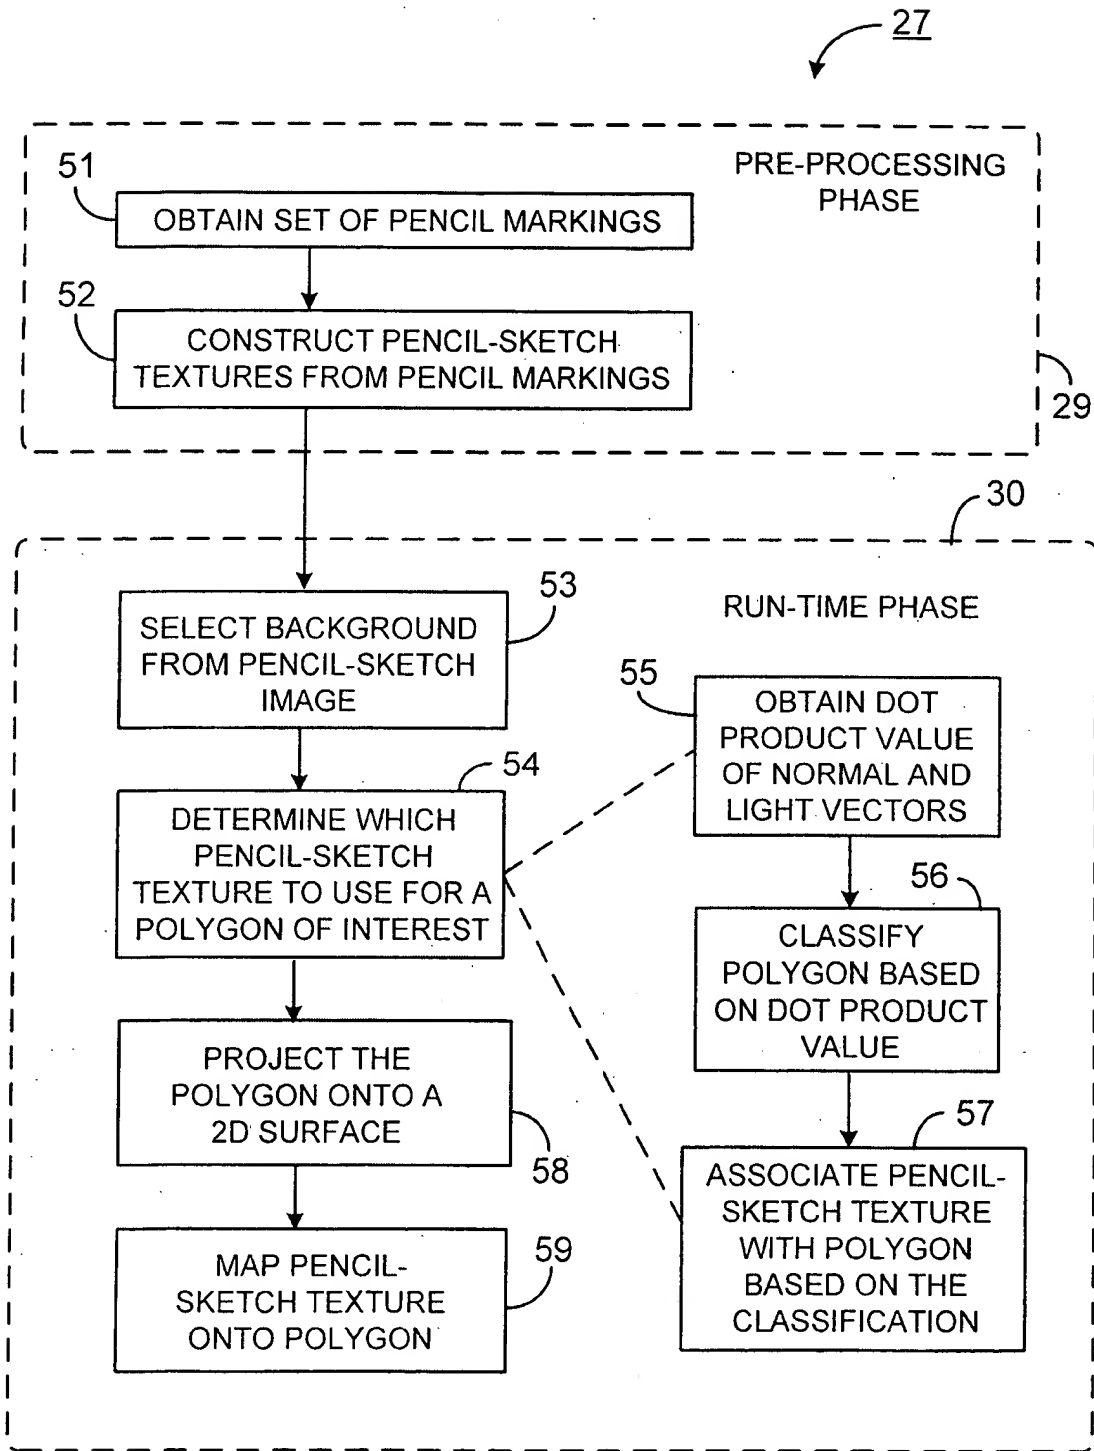 27
PRE-PROCESSING
PHASE
51
OBTAIN SET OF PENCIL MARKINGS
52
CONSTRUCT PENCIL-SKETCH
TEXTURES FROM PENCIL MARKINGS
29
30
RUN-TIME PHASE
53
SELECT BACKGROUND
FROM PENCIL-SKETCH
IMAGE
54
DETERMINE WHICH
PENCIL-SKETCH
TEXTURE TO USE FOR A
POLYGON OF INTEREST
55
OBTAIN DOT
PRODUCT VALUE
OF NORMAL AND
LIGHT VECTORS
56
CLASSIFY
POLYGON BASED
ON DOT PRODUCT
VALUE
57
ASSOCIATE PENCIL-
SKETCH TEXTURE
WITH POLYGON
BASED ON THE
CLASSIFICATION
PROJECT THE
POLYGON ONTO A
2D SURFACE
58
MAP PENCIL-
SKETCH TEXTURE
ONTO POLYGON
59